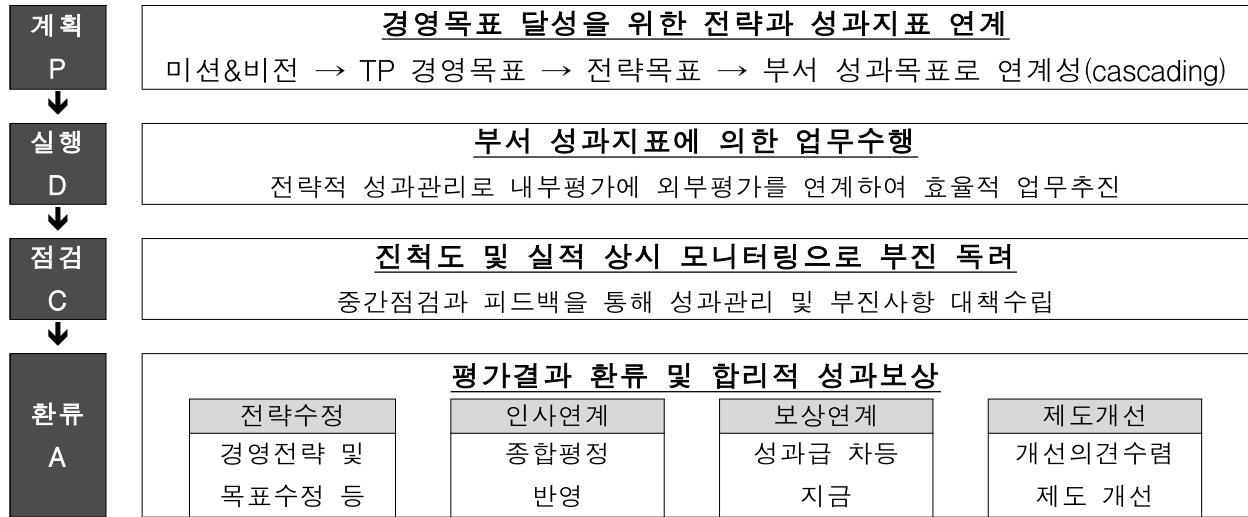 계획
P
경영목표 달성을 위한 전략과 성과지표 연계
미션&비전 → TP 경영목표 → 전략목표 → 부서 성과목표로 연계성(cascading)
실행
D
부서 성과지표에 의한 업무수행
전략적 성과관리로 내부평가에 외부평가를 연계하여 효율적 업무추진
점검
C
진척도 및 실적 상시 모니터링으로 부진 독려
중간점검과 피드백을 통해 성과관리 및 부진사항 대책수립
환류
A
평가결과 환류 및 합리적 성과보상
전략수정
경영전략 및
목표수정 등
인사연계
종합평정
반영
보상연계
성과급 차등
지급
제도개선
개선의견수렴
제도 개선